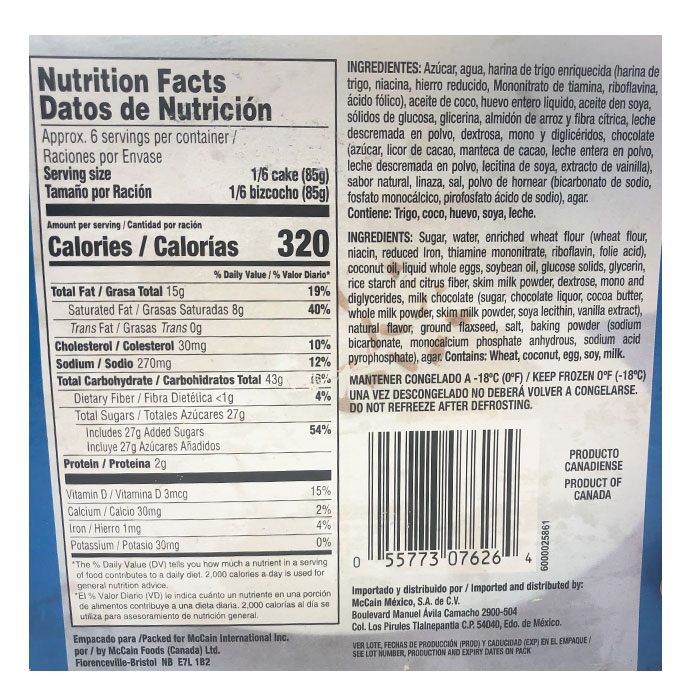 Nutrition Facts
Datos de Nutrición
Approx. 6 servings per container /
Raciones por Envase
Serving size 1/6 cake (85g)
Tamaño por Ración 1/6 bizcocho (85g)
Amount per serving / Cantidad por ración
Calories / Calorías 320
% Daily Value / % Valor Diario*
Total Fat / Grasa Total 15g 19%
Saturated Fat / Grasas Saturadas 8g 40%
Trans Fat / Grasas Trans 0g
Cholesterol / Colesterol 30mg 10%
Sodium / Sodio 270mg 12%
Total Carbohydrate / Carbohidratos Total 43g 16%
Dietary Fiber / Fibra Dietélica <1g 4%
Total Sugars / Totales Azúcares 27g
Includes 27g Added Sugars 54%
Incluye 27g Azúcares Añadidos
Protein / Proteina 2g
Vitamin D / Vitamina D 3mcg 15%
Calcium / Calcio 30mg 2%
Iron / Hierro 1mg 4%
Potassium / Potasio 30mg 0%
*The % Daily Value (DV) tells you how much a nutrient in a serving
of food contributes to a daily diet. 2,000 calories a day is used for
general nutrition advice.
*El % Valor Diario (VD) le indica cuánto un nutriente en una porción
de alimentos contribuye a una dieta diaria. 2,000 calorías al día se
utiliza para asesoramiento de nutrición general.
Empacado para /Packed for McCain International Inc.
por / by McCain Foods (Canada) Ltd.
Florenceville-Bristol NB E7L 1B2
INGREDIENTES: Azúcar, agua, harina de trigo enriquecida (harina de
trigo, niacina, hierro reducido, Mononitrato de tiamina, riboflavina,
ácido fólico), aceite de coco, huevo entero liquido, aceite den soya,
sólidos de glucosa, glicerina, almidón de arroz y fibra cítrica, leche
descremada en polvo, dextrosa, mono y diglicéridos, chocolate
(azúcar, licor de cacao, manteca de cacao, leche entera en polvo,
leche descremada en polvo, lecitina de soya, extracto de vainilla),
sabor natural, linaza, sal, polvo de hornear (bicarbonato de sodio,
fosfato monocálcico, pirofosfato ácido de sodio), agar.
Contiene: Trigo, coco, huevo, soya, leche.
INGREDIENTS: Sugar, water, enriched wheat flour (wheat flour,
niacin, reduced Iron, thiamine mononitrate, riboflavin, folic acid),
coconut oil, liquid whole eggs, soybean oil, glucose solids, glycerin,
rice starch and citrus fiber, skim milk powder, dextrose, mono and
diglycerides, milk chocolate (sugar, chocolate liquor, cocoa butter,
whole milk powder, skim milk powder, soya lecithin, vanilla extract),
natural flavor, ground flaxseed, salt, baking powder (sodium
bicarbonate, monocalcium phosphate anhydrous, sodium acid
pyrophosphate), agar. Contains: Wheat, coconut, egg, soy, milk.
MANTENER CONGELADO A -18ºC (0ºF) / KEEP FROZEN 0ºF (-18ºC)
UNA VEZ DESCONGELADO NO DEBERÁ VOLVER A CONGELARSE.
DO NOT REFREEZE AFTER DEFROSTING.
PRODUCTO
CANADIENSE
PRODUCT OF
CANADA
6000025861
0 55773 07626 4
Importado y distribuido por / Imported and distributed by:
McCain México, S.A. de C.V.
Boulevard Manuel Ávila Camacho 2900-504
Col. Los Pirules Tlalnepantla C.P. 54040, Edo. de México.
VER LOTE, FECHAS DE PRODUCCIÓN (PROD) Y CADUCIDAD (EXP) EN EL EMPAQUE /
SEE LOT NUMBER, PRODUCTION AND EXPIRY DATES ON PACK